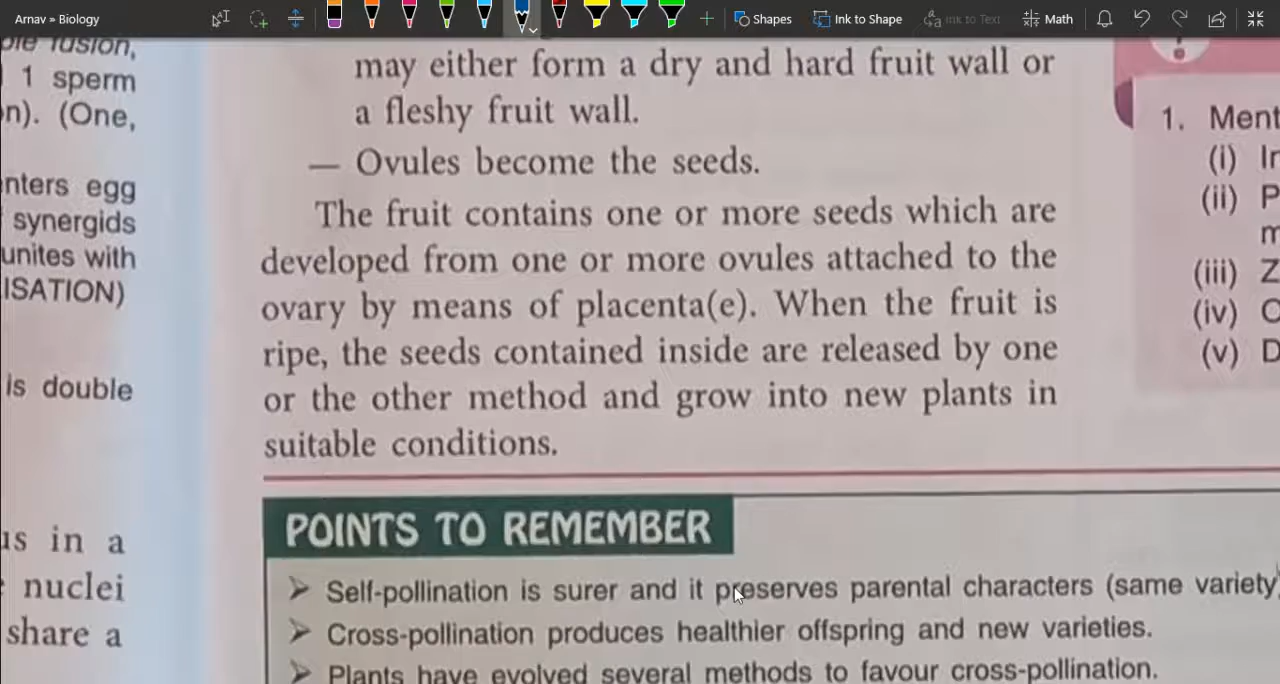 Arnav » Biology
Shapes
Ink to Shape
Ink to Text
Math
ble fusion,
1 sperm
on). (One,
enters egg
synergids
unites with
ISATION)
is double
us in a
nuclei
share a
may either form a dry and hard fruit wall or
a fleshy fruit wall.
— Ovules become the seeds.
The fruit contains one or more seeds which are
developed from one or more ovules attached to the
ovary by means of placenta(e). When the fruit is
ripe, the seeds contained inside are released by one
or the other method and grow into new plants in
suitable conditions.
POINTS TO REMEMBER
➢ Self-pollination is surer and it preserves parental characters (same variety)
➢ Cross-pollination produces healthier offspring and new varieties.
➢ Plants have evolved several methods to favour cross-pollination.
1. Ment
(i) In
(ii) P
m
(iii) Z
(iv)
(v) D